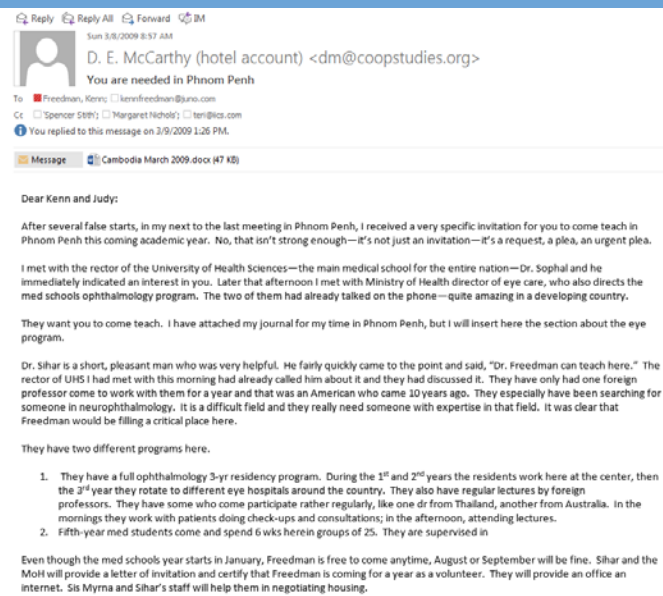 Reply Reply All Forward IM
Sun 3/8/2009 8:57 AM
D. E. McCarthy (hotel account) <dm@coopstudies.org>
You are needed in Phnom Penh
To Freedman, Kenn; kennfreedman@juno.com
Cc 'Spencer Stith'; 'Margaret Nichols'; teri@iics.com
You replied to this message on 3/9/2009 1:26 PM.
Message Cambodia March 2009.docx (47 KB)
Dear Kenn and Judy:
After several false starts, in my next to the last meeting in Phnom Penh, I received a very specific invitation for you to come teach in
Phnom Penh this coming academic year. No, that isn't strong enough—it's not just an invitation—it's a request, a plea, an urgent plea.
I met with the rector of the University of Health Sciences—the main medical school for the entire nation—Dr. Sophal and he
immediately indicated an interest in you. Later that afternoon I met with Ministry of Health director of eye care, who also directs the
med schools ophthalmology program. The two of them had already talked on the phone—quite amazing in a developing country.
They want you to come teach. I have attached my journal for my time in Phnom Penh, but I will insert here the section about the eye
program.
Dr. Sihar is a short, pleasant man who was very helpful. He fairly quickly came to the point and said, "Dr. Freedman can teach here." The
rector of UHS I had met with this morning had already called him about it and they had discussed it. They have only had one foreign
professor come to work with them for a year and that was an American who came 10 years ago. They especially have been searching for
someone in neurophthalmology. It is a difficult field and they really need someone with expertise in that field. It was clear that
Freedman would be filling a critical place here.
They have two different programs here.
1. They have a full ophthalmology 3-yr residency program. During the 1st and 2nd years the residents work here at the center, then
the 3rd year they rotate to different eye hospitals around the country. They also have regular lectures by foreign
professors. They have some who come participate rather regularly, like one dr from Thailand, another from Australia. In the
mornings they work with patients doing check-ups and consultations; in the afternoon, attending lectures.
2. Fifth-year med students come and spend 6 wks herein groups of 25. They are supervised in
Even though the med schools year starts in January, Freedman is free to come anytime, August or September will be fine. Sihar and the
MoH will provide a letter of invitation and certify that Freedman is coming for a year as a volunteer. They will provide an office an
internet. Sis Myrna and Sihar's staff will help them in negotiating housing.